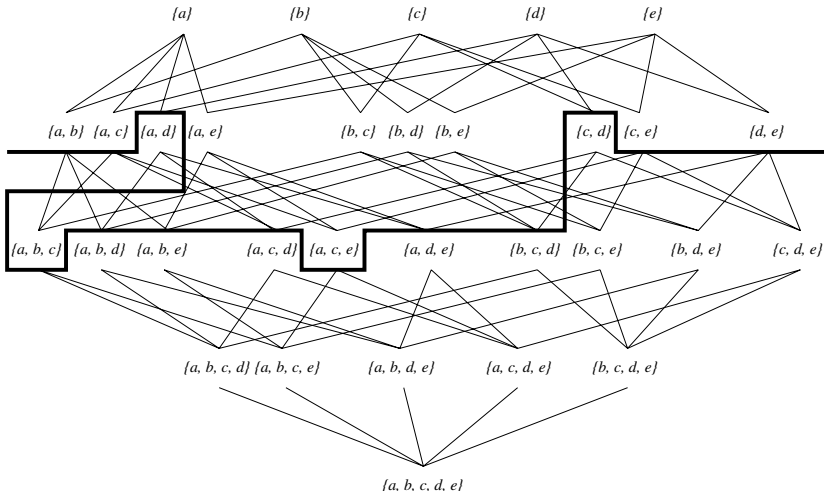 {a} {b} {c} {d} {e}
{a, b} {a, c} {a, d} {a, e} {b, c} {b, d} {b, e} {c, d} {c, e} {d, e}
{a, b, c} {a, b, d} {a, b, e} {a, c, d} {a, c, e} {a, d, e} {b, c, d} {b, c, e} {b, d, e} {c, d, e}
{a, b, c, d} {a, b, c, e} {a, b, d, e} {a, c, d, e} {b, c, d, e}
{a, b, c, d, e}